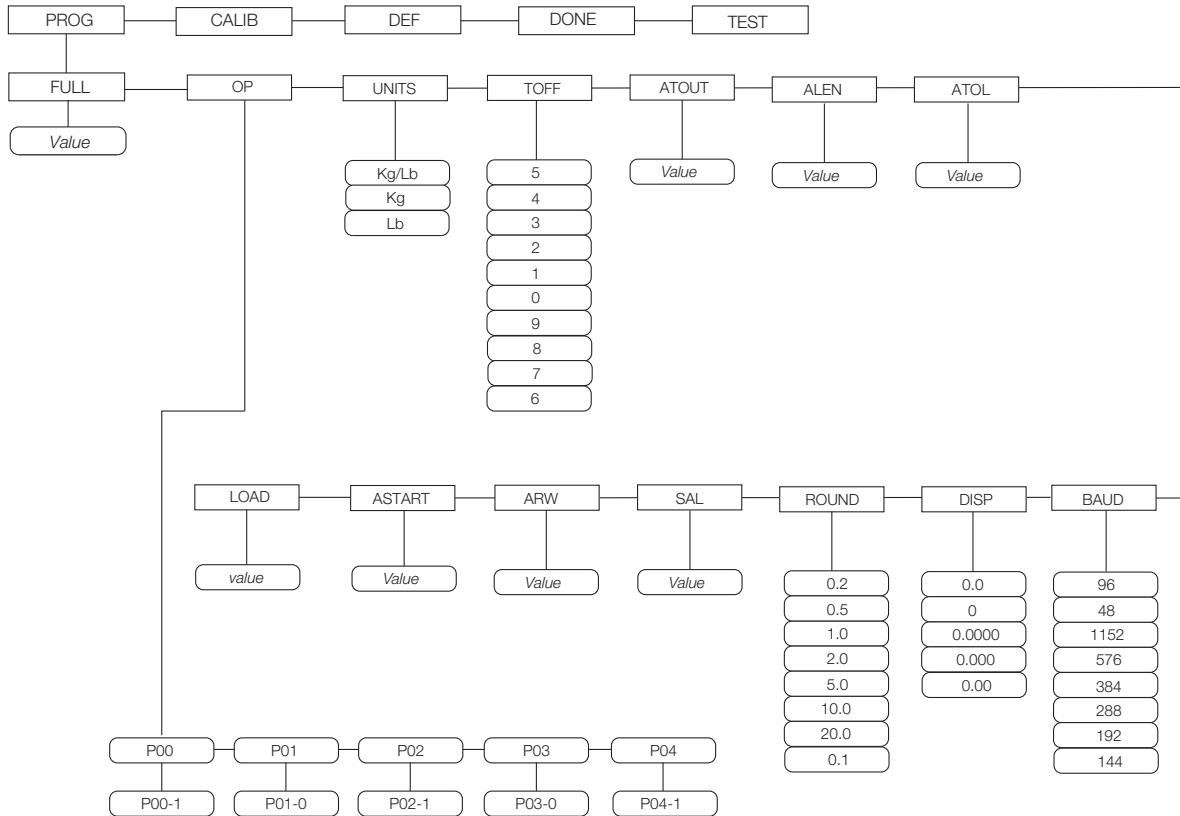 PROG CALIB DEF DONE TEST
FULL OP UNITS TOFF ATOUT ALEN ATOL
Value
Kg/Lb
Kg
Lb
5
4
3
2
1
0
9
8
7
6
Value
Value
Value
LOAD ASTART ARW SAL ROUND DISP BAUD
value
Value
Value
Value
0.2
0.5
1.0
2.0
5.0
10.0
20.0
0.1
0.0
0
0.0000
0.000
0.00
96
48
1152
576
384
288
192
144
P00 P01 P02 P03 P04
P00-1 P01-0 P02-1 P03-0 P04-1